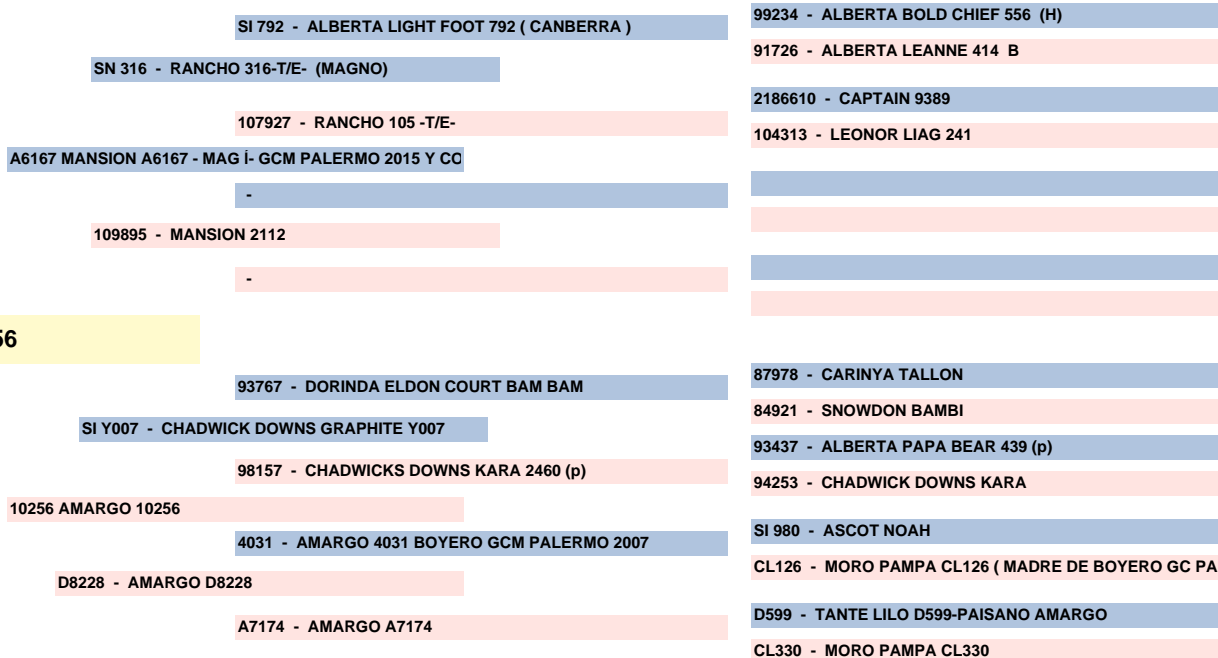 99234 - ALBERTA BOLD CHIEF 556 (H)
SI 792 - ALBERTA LIGHT FOOT 792 ( CANBERRA )
91726 - ALBERTA LEANNE 414 B
SN 316 - RANCHO 316-T/E- (MAGNO)
2186610 - CAPTAIN 9389
107927 - RANCHO 105 -T/E-
104313 - LEONOR LIAG 241
A6167 MANSION A6167 - MAG Í- GCM PALERMO 2015 Y CO
-
109895 - MANSION 2112
-
56
87978 - CARINYA TALLON
93767 - DORINDA ELDON COURT BAM BAM
84921 - SNOWDON BAMBI
SI Y007 - CHADWICK DOWNS GRAPHITE Y007
93437 - ALBERTA PAPA BEAR 439 (p)
98157 - CHADWICKS DOWNS KARA 2460 (p)
94253 - CHADWICK DOWNS KARA
10256 AMARGO 10256
SI 980 - ASCOT NOAH
4031 - AMARGO 4031 BOYERO GCM PALERMO 2007
CL126 - MORO PAMPA CL126 ( MADRE DE BOYERO GC PA
D8228 - AMARGO D8228
D599 - TANTE LILO D599-PAISANO AMARGO
A7174 - AMARGO A7174
CL330 - MORO PAMPA CL330